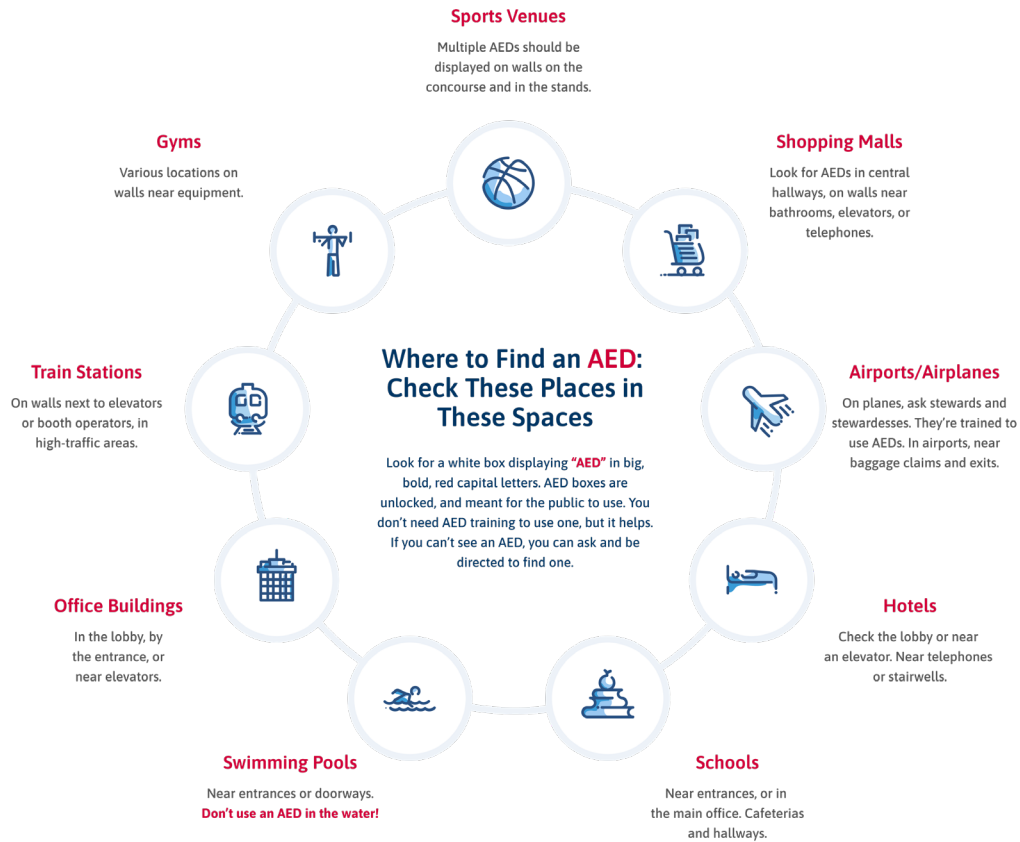 Sports Venues
Multiple AEDs should be
displayed on walls on the
concourse and in the stands.
Gyms
Various locations on
walls near equipment.
Shopping Malls
Look for AEDs in central
hallways, on walls near
bathrooms, elevators, or
telephones.
Where to Find an AED:
Check These Places in
These Spaces
Look for a white box displaying “AED” in big,
bold, red capital letters. AED boxes are
unlocked, and meant for the public to use. You
don’t need AED training to use one, but it helps.
If you can’t see an AED, you can ask and be
directed to find one.
Train Stations
On walls next to elevators
or booth operators, in
high-traffic areas.
Airports/Airplanes
On planes, ask stewards and
stewardesses. They’re trained to
use AEDs. In airports, near
baggage claims and exits.
Office Buildings
In the lobby, by
the entrance, or
near elevators.
Hotels
Check the lobby or near
an elevator. Near telephones
or stairwells.
Swimming Pools
Near entrances or doorways.
Don’t use an AED in the water!
Schools
Near entrances, or in
the main office. Cafeterias
and hallways.